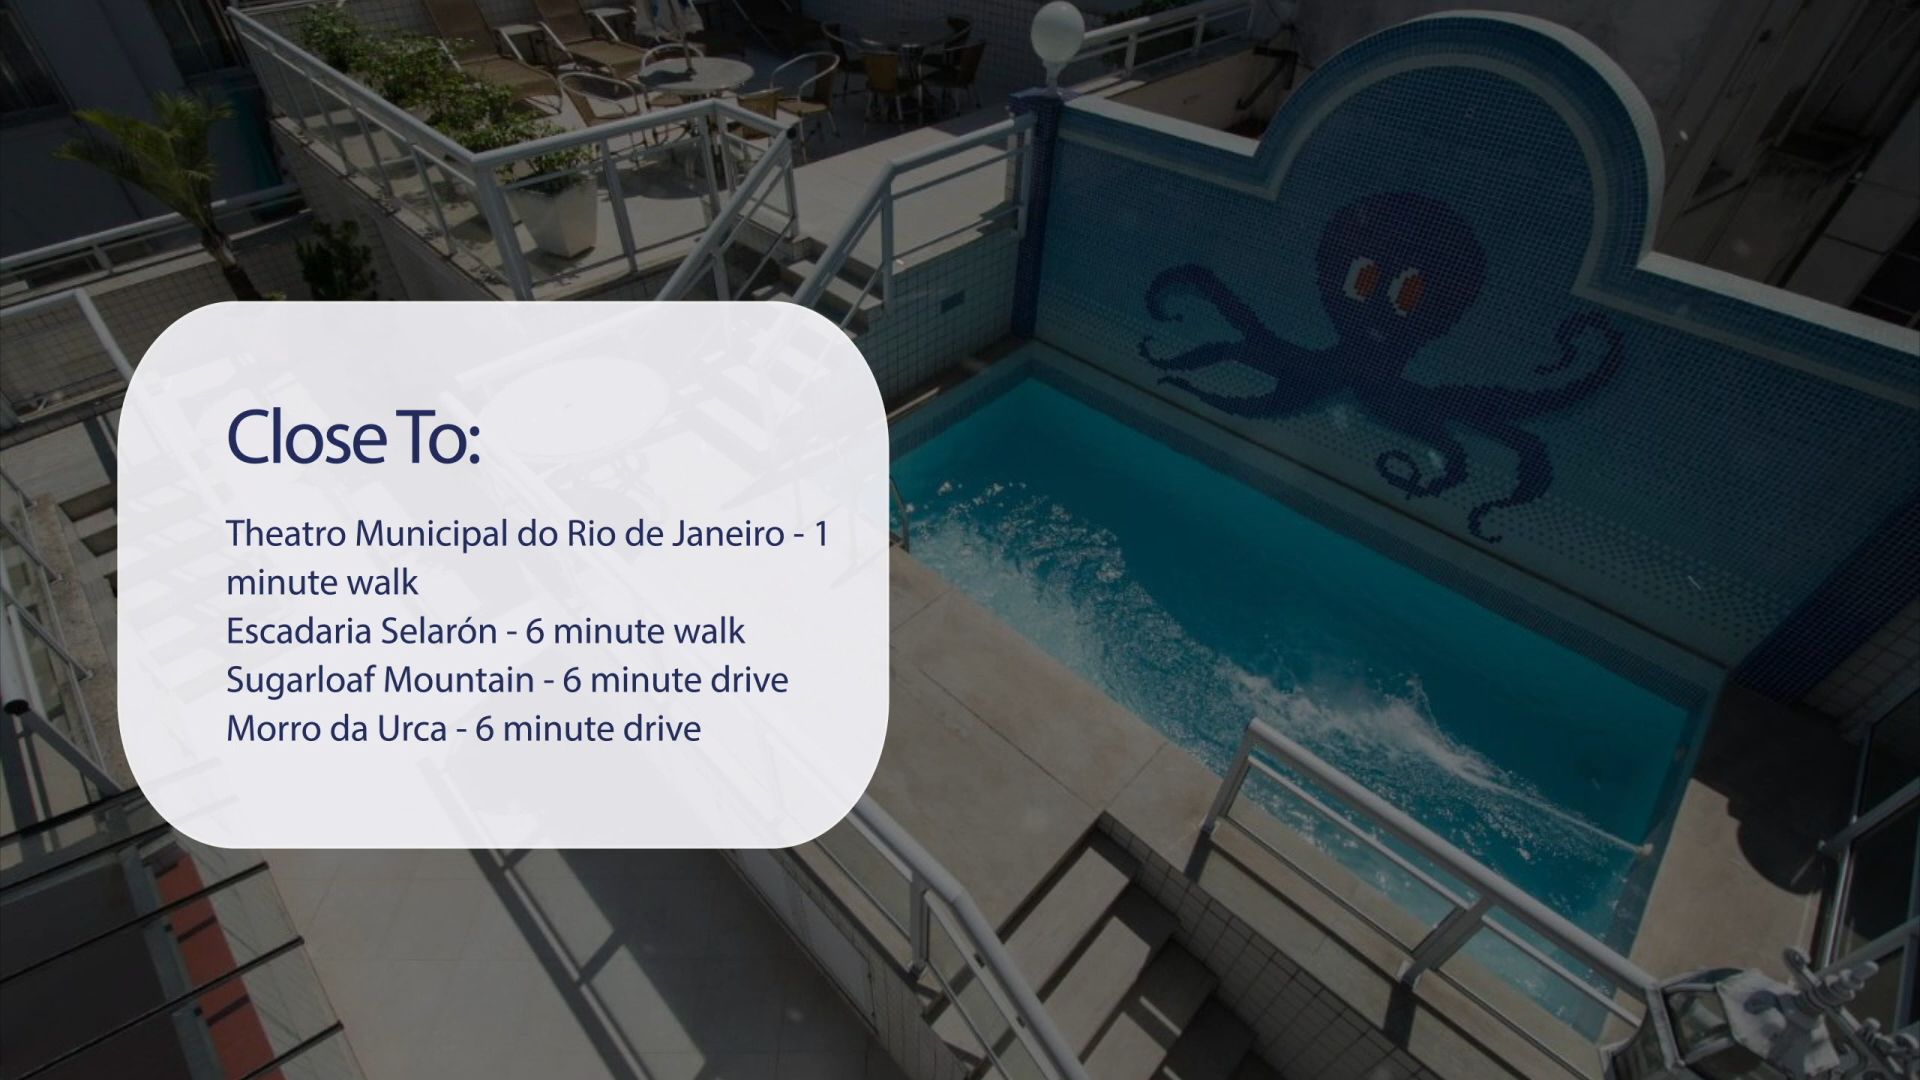 Close To:
Theatro Municipal do Rio de Janeiro - 1
minute walk
Escadaria Selarón - 6 minute walk
Sugarloaf Mountain - 6 minute drive
Morro da Urca - 6 minute drive